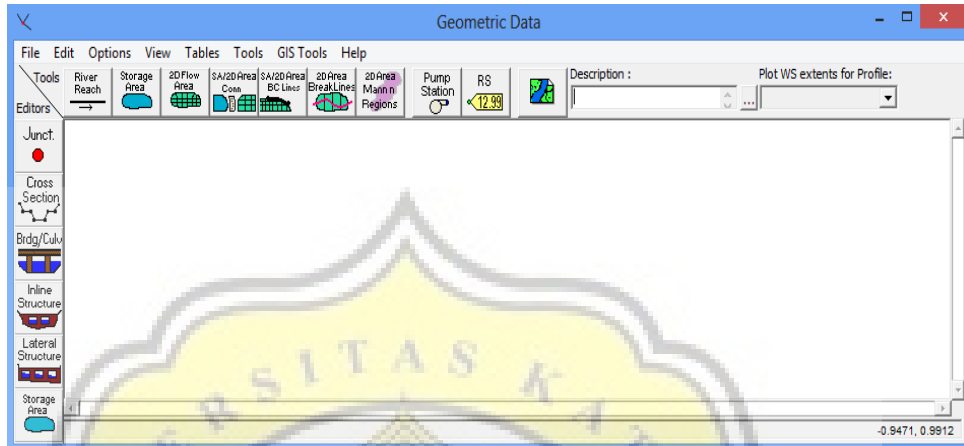 Geometric Data
File Edit Options View Tables Tools GIS Tools Help
Tools
Editors
River Reach
Storage Area
2D Flow Area
SA/2D Area Conn
SA/2D Area BC Lines
2D Area BreakLines
2D Area Mann n Regions
Pump Station
RS
12.99
Description :
...
Plot WS extents for Profile:
Junct.
Cross Section
Brdg/Culv
Inline Structure
Lateral Structure
Storage Area
RSITAS KA
-0.9471, 0.9912